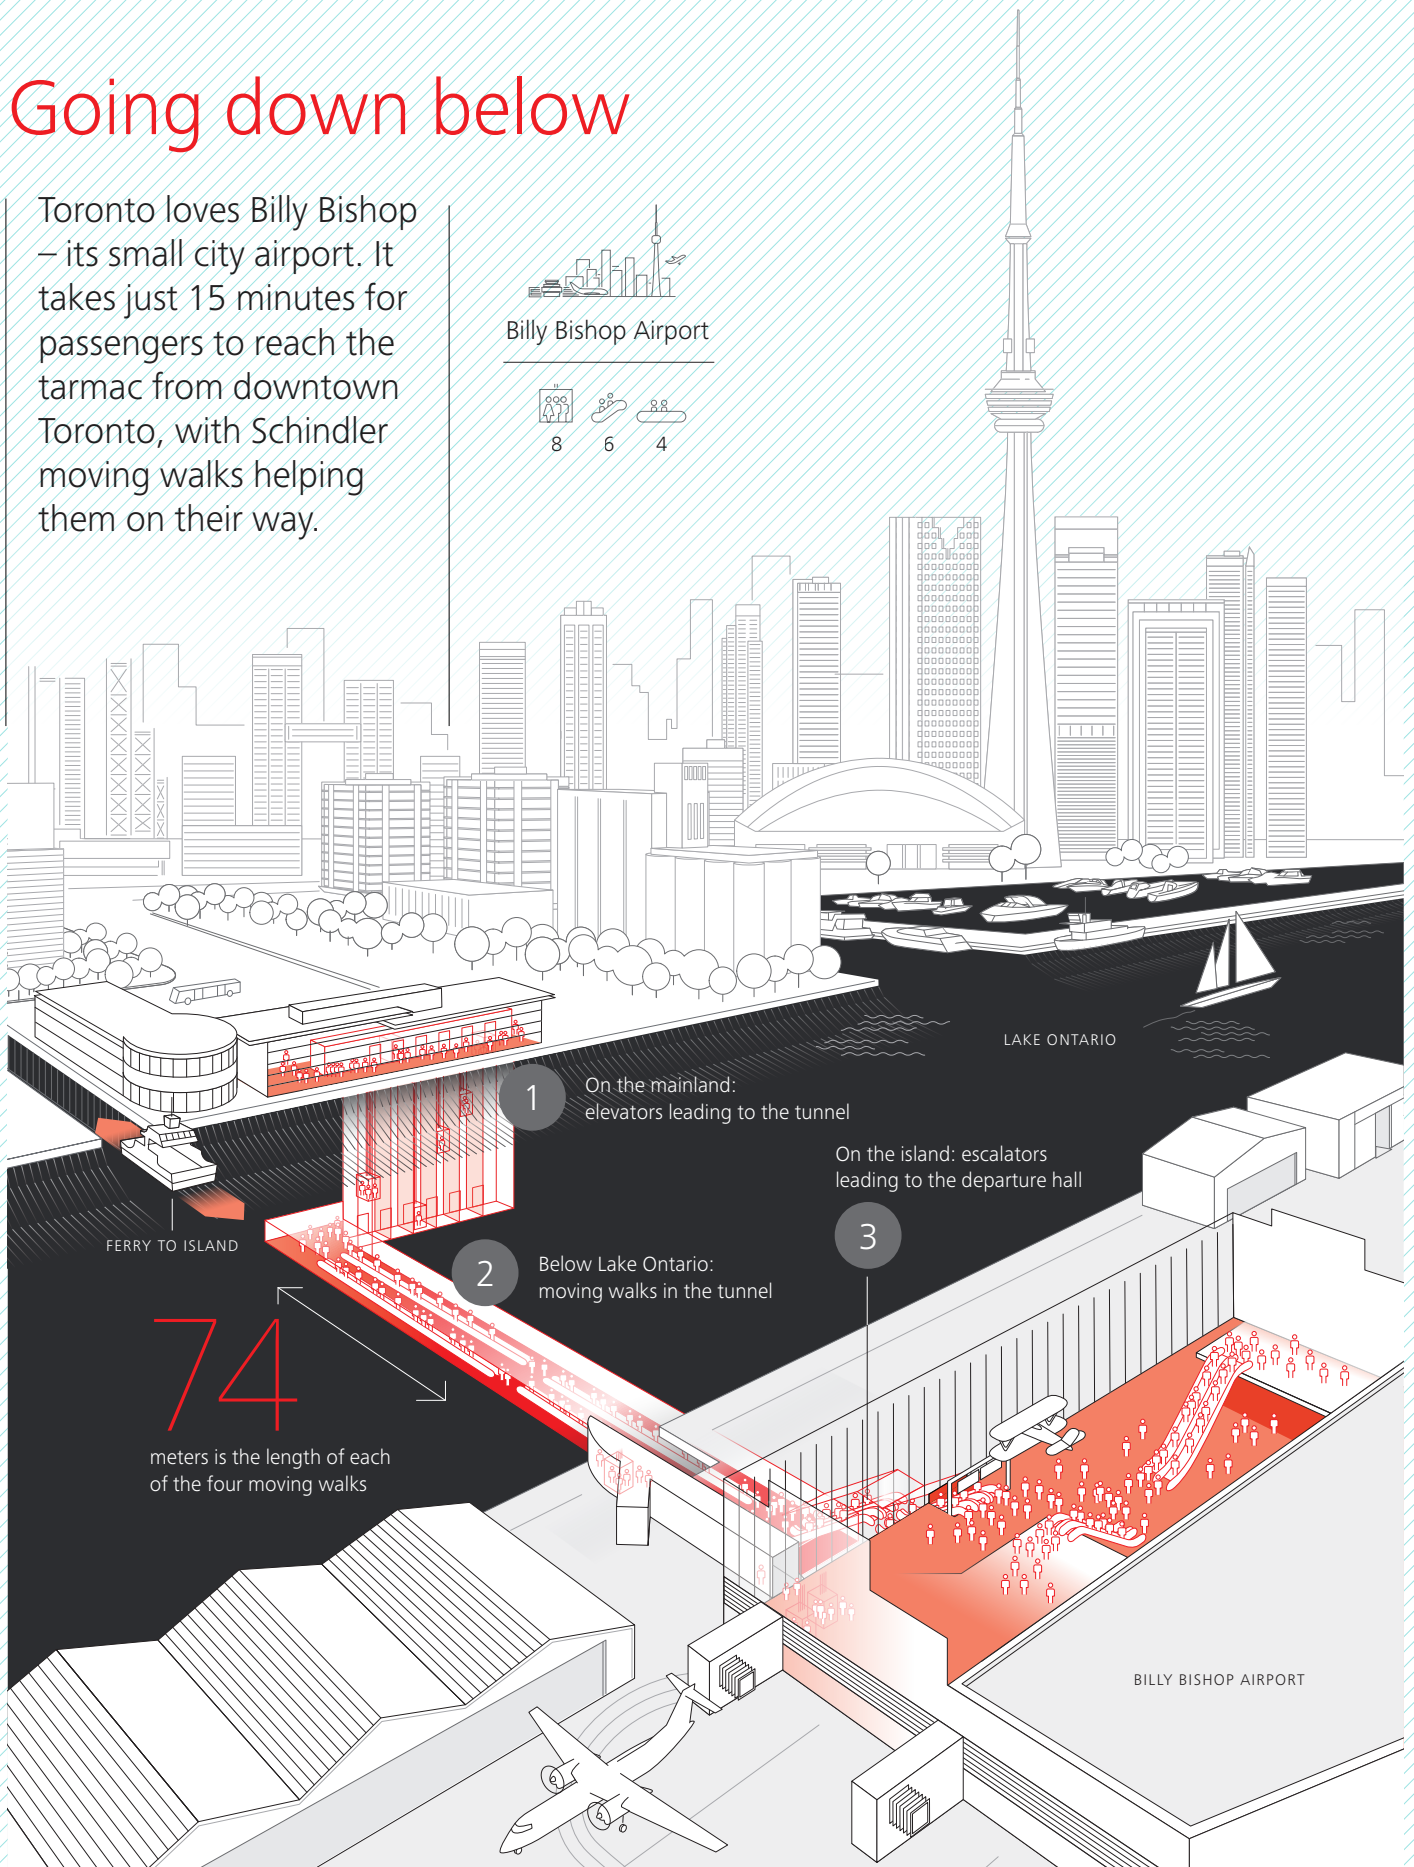 Going down below
Toronto loves Billy Bishop
– its small city airport. It
takes just 15 minutes for
passengers to reach the
tarmac from downtown
Toronto, with Schindler
moving walks helping
them on their way.
Billy Bishop Airport
8 6 4
LAKE ONTARIO
1
On the mainland:
elevators leading to the tunnel
On the island: escalators
leading to the departure hall
3
FERRY TO ISLAND
2
Below Lake Ontario:
moving walks in the tunnel
74
meters is the length of each
of the four moving walks
BILLY BISHOP AIRPORT